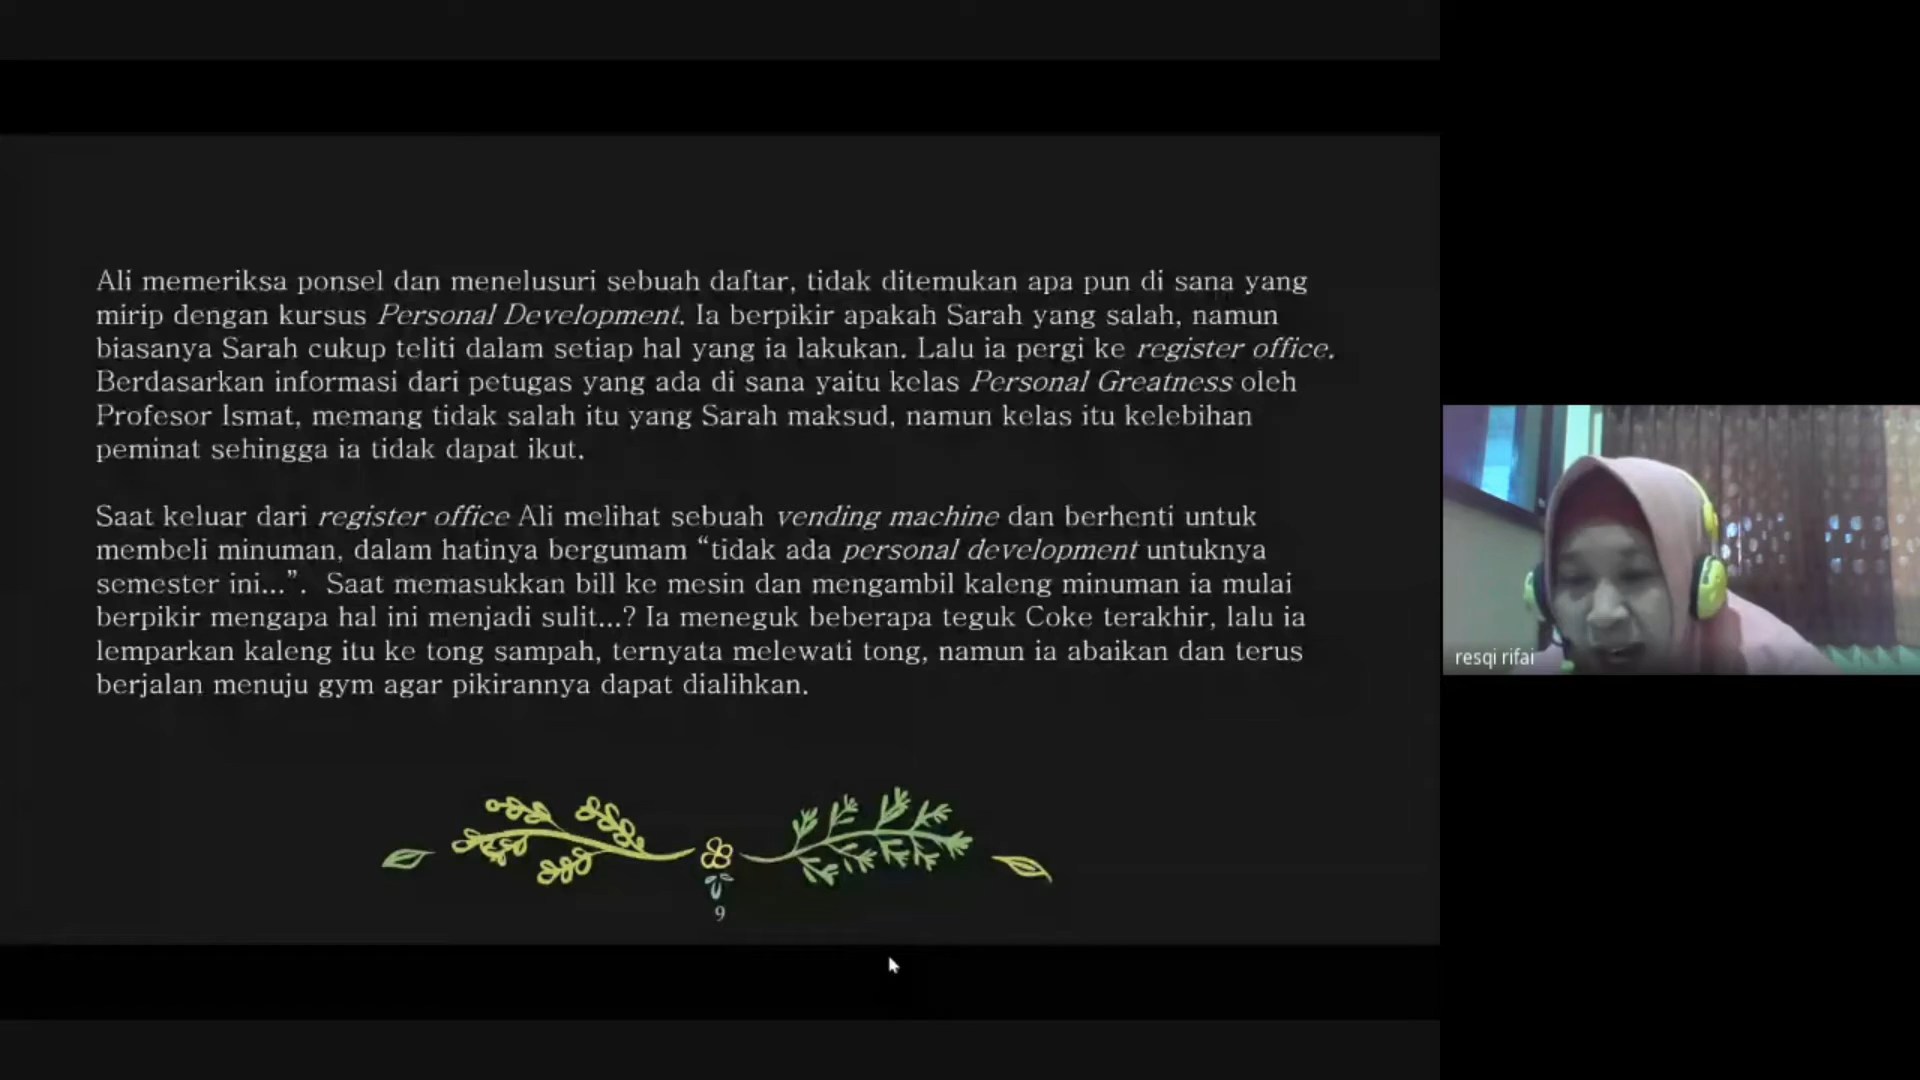 Ali memeriksa ponsel dan menelusuri sebuah daftar, tidak ditemukan apa pun di sana yang
mirip dengan kursus Personal Development. Ia berpikir apakah Sarah yang salah, namun
biasanya Sarah cukup teliti dalam setiap hal yang ia lakukan. Lalu ia pergi ke register office.
Berdasarkan informasi dari petugas yang ada di sana yaitu kelas Personal Greatness oleh
Profesor Ismat, memang tidak salah itu yang Sarah maksud, namun kelas itu kelebihan
peminat sehingga ia tidak dapat ikut.
Saat keluar dari register office Ali melihat sebuah vending machine dan berhenti untuk
membeli minuman, dalam hatinya bergumam “tidak ada personal development untuknya
semester ini...”. Saat memasukkan bill ke mesin dan mengambil kaleng minuman ia mulai
berpikir mengapa hal ini menjadi sulit...? Ia meneguk beberapa teguk Coke terakhir, lalu ia
lemparkan kaleng itu ke tong sampah, ternyata melewati tong, namun ia abaikan dan terus
berjalan menuju gym agar pikirannya dapat dialihkan.
9
resqi rifai